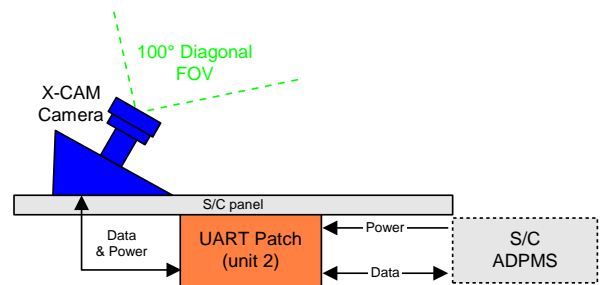 100° Diagonal
FOV
X-CAM
Camera
S/C panel
Data
& Power
UART Patch
(unit 2)
Power
Data
S/C
ADPMS